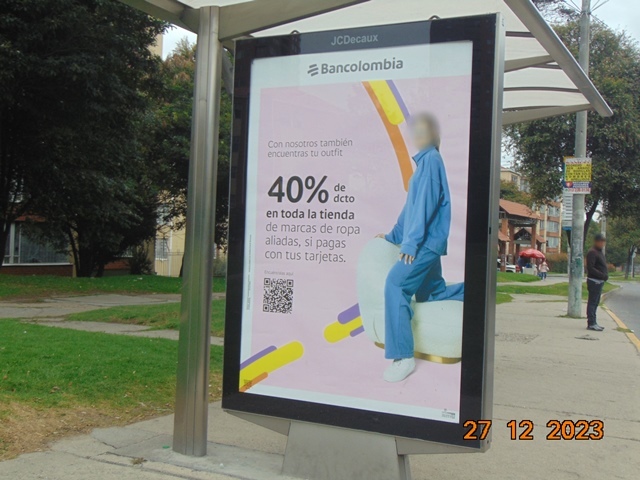 JCDecaux
Bancolombia
Con nosotros también
encuentras tu outfit
40% de
dcto
en toda la tienda
de marcas de ropa
aliadas, si pagas
con tus tarjetas.
27 12 2023